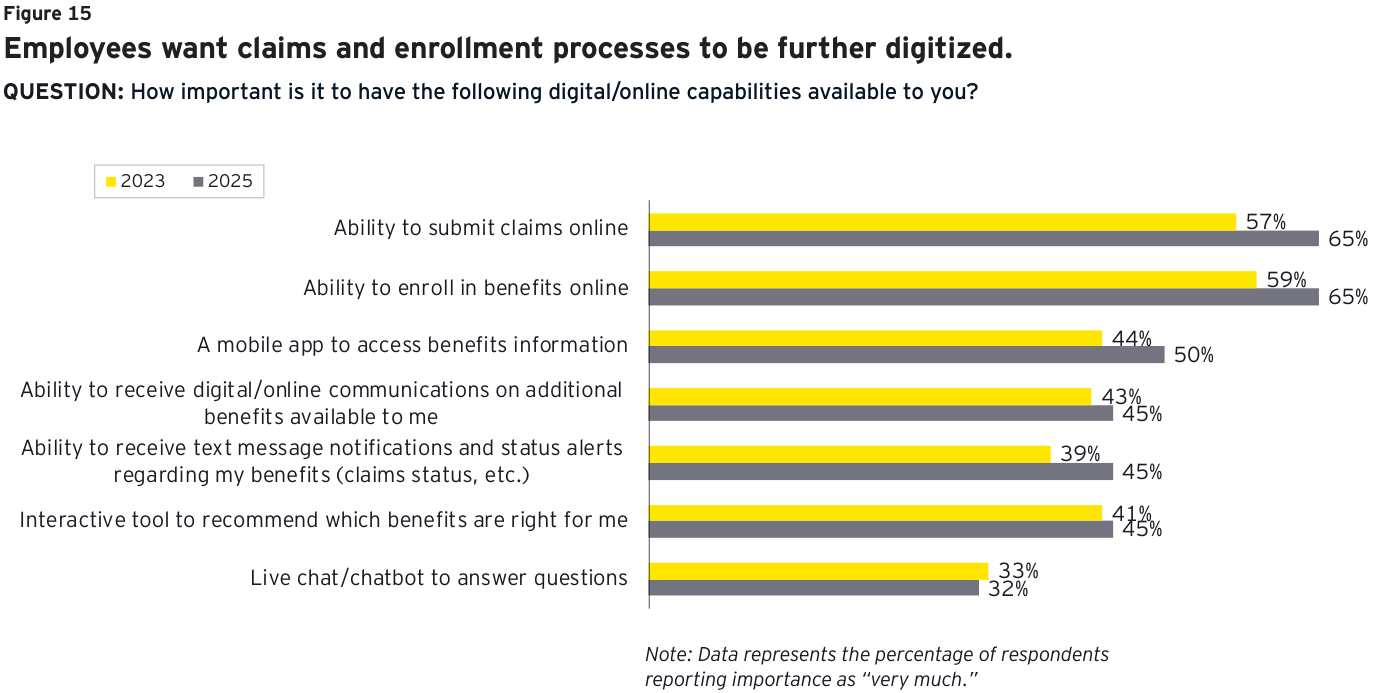 Figure 15
Employees want claims and enrollment processes to be further digitized.
QUESTION: How important is it to have the following digital/online capabilities available to you?
2023 2025
Ability to submit claims online
57%
65%
Ability to enroll in benefits online
59%
65%
A mobile app to access benefits information
44%
50%
Ability to receive digital/online communications on additional
benefits available to me
43%
45%
Ability to receive text message notifications and status alerts
regarding my benefits (claims status, etc.)
39%
45%
Interactive tool to recommend which benefits are right for me
41%
45%
Live chat/chatbot to answer questions
33%
32%
Note: Data represents the percentage of respondents
reporting importance as “very much.”